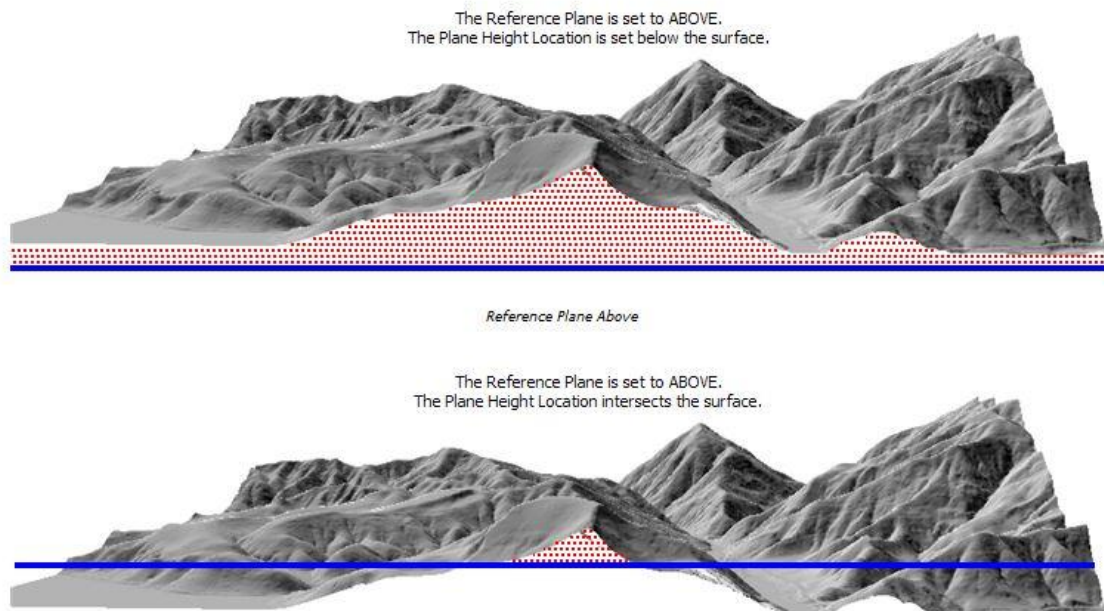 The Reference Plane is set to ABOVE.
The Plane Height Location is set below the surface.
Reference Plane Above
The Reference Plane is set to ABOVE.
The Plane Height Location intersects the surface.